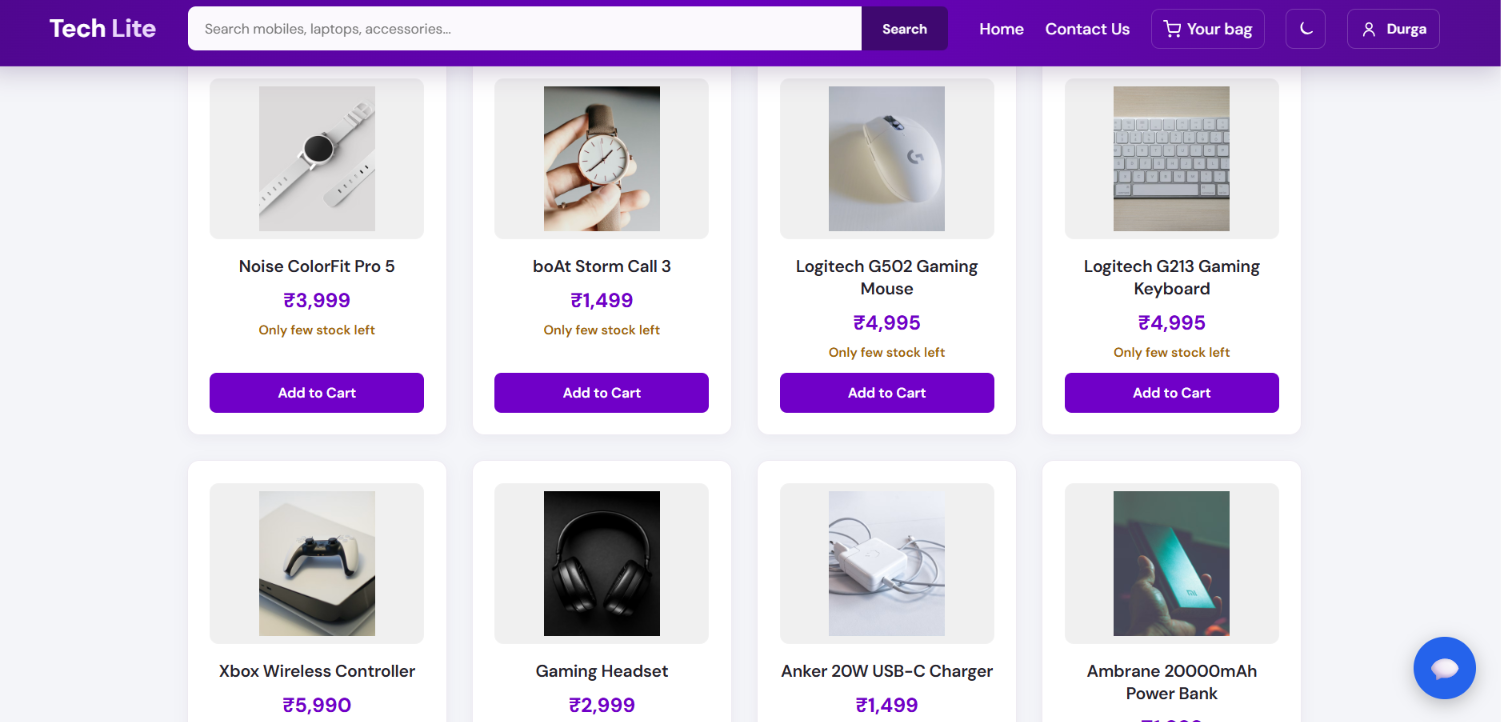 Tech Lite
Search mobiles, laptops, accessories...
Search
Home
Contact Us
Your bag
Durga
Noise ColorFit Pro 5
₹3,999
Only few stock left
Add to Cart
boAt Storm Call 3
₹1,499
Only few stock left
Add to Cart
Logitech G502 Gaming
Mouse
₹4,995
Only few stock left
Add to Cart
Logitech G213 Gaming
Keyboard
₹4,995
Only few stock left
Add to Cart
Xbox Wireless Controller
₹5,990
Gaming Headset
₹2,999
Anker 20W USB-C Charger
₹1,499
Ambrane 20000mAh
Power Bank